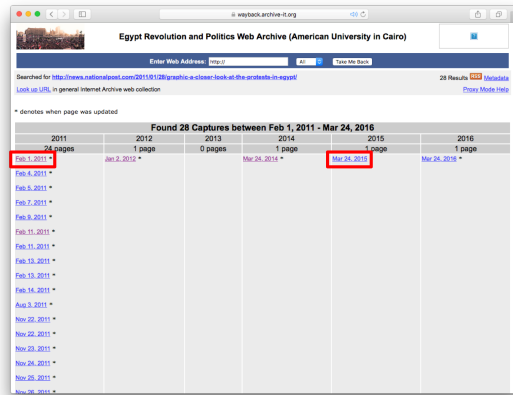 wayback.archive-it.org
Egypt Revolution and Politics Web Archive (American University in Cairo)
Enter Web Address: http:// All Take Me Back
Searched for http://news.nationalpost.com/2011/01/28/graphic-a-closer-look-at-the-protests-in-egypt/ 28 Results RSS Metadata
Look up URL in general Internet Archive web collection Proxy Mode Help
* denotes when page was updated
Found 28 Captures between Feb 1, 2011 - Mar 24, 2016
2011 2012 2013 2014 2015 2016
24 pages 1 page 0 pages 1 page 1 page 1 page
Feb 1, 2011 * Jan 2, 2012 * Mar 24, 2014 * Mar 24, 2015 Mar 24, 2016 *
Feb 4, 2011 *
Feb 5, 2011 *
Feb 7, 2011 *
Feb 9, 2011 *
Feb 11, 2011 *
Feb 11, 2011 *
Feb 13, 2011 *
Feb 13, 2011 *
Feb 14, 2011 *
Aug 3, 2011 *
Nov 22, 2011 *
Nov 22, 2011 *
Nov 23, 2011 *
Nov 24, 2011 *
Nov 25, 2011 *
Nov 26, 2011 *